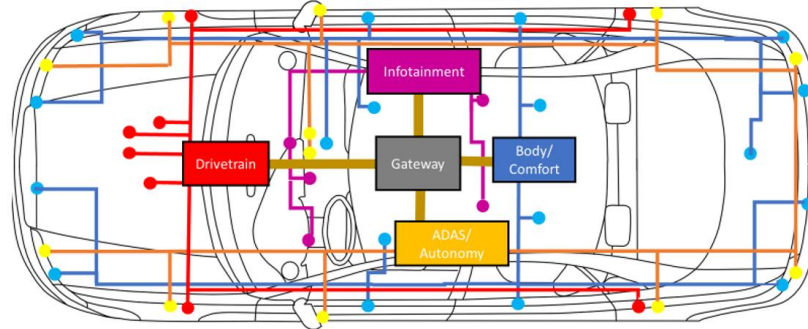 Infotainment
Drivetrain
Gateway
Body/
Comfort
ADAS/
Autonomy